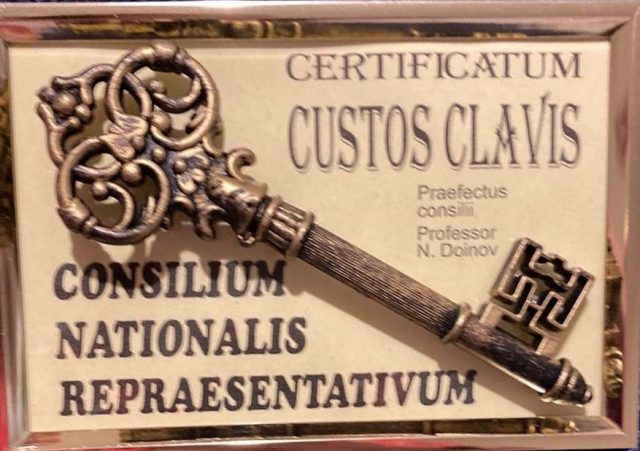 CERTIFICATUM
CUSTOS CLAVIS
Praefectus
consilii
Professor
N. Doinov
CONSILIUM
NATIONALIS
REPRAESENTATIVUM